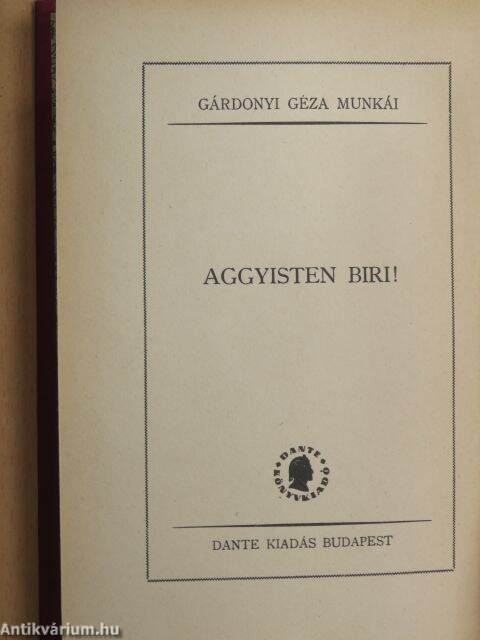 GÁRDONYI GÉZA MUNKÁI
AGGYISTEN BIRI!
DANTE
KÖNYVKIADÓ
DANTE KIADÁS BUDAPEST
Antikvárium.hu